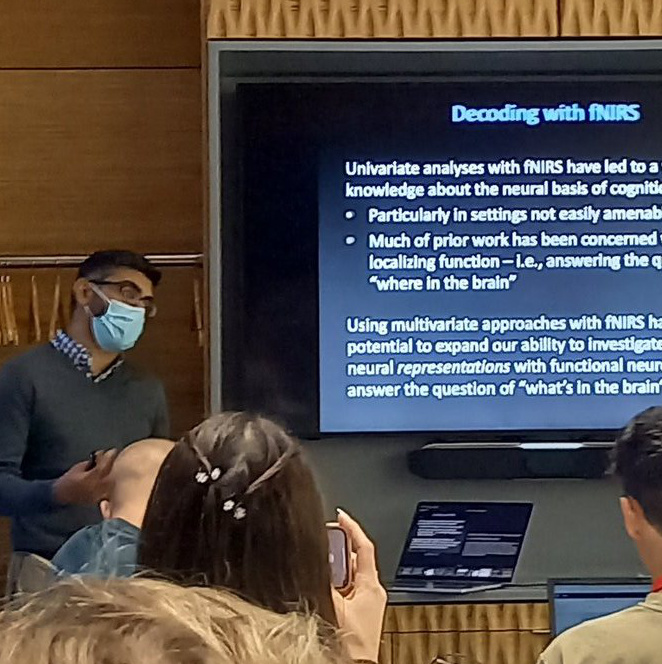 Decoding with fNIRS
Univariate analyses with fNIRS have led to a
knowledge about the neural basis of cogniti
• Particularly in settings not easily amenab
• Much of prior work has been concerned
localizing function – i.e., answering the q
"where in the brain"
Using multivariate approaches with fNIRS ha
potential to expand our ability to investigate
neural representations with functional neur
answer the question of "what's in the brain"